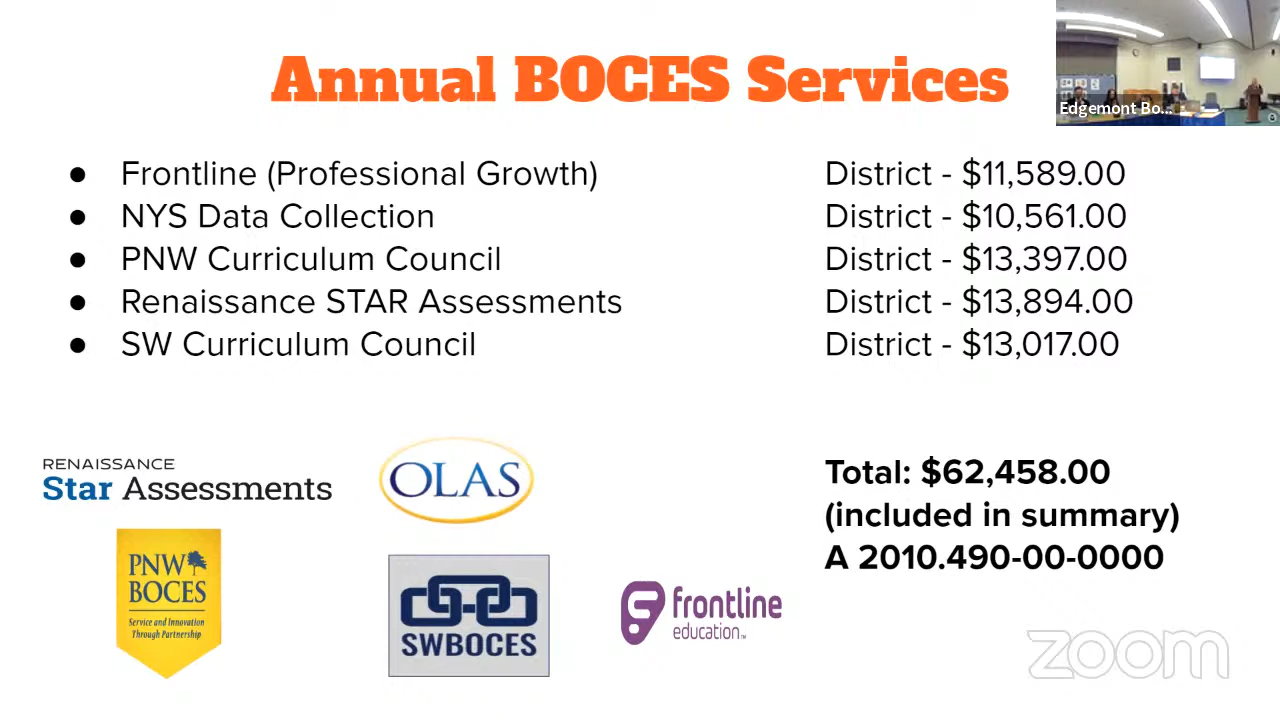 Annual BOCES Services
Edgemont Bo...
● Frontline (Professional Growth) District - $11,589.00
● NYS Data Collection District - $10,561.00
● PNW Curriculum Council District - $13,397.00
● Renaissance STAR Assessments District - $13,894.00
● SW Curriculum Council District - $13,017.00
RENAISSANCE
Star Assessments
OLAS
Total: $62,458.00
(included in summary)
A 2010.490-00-0000
PNW
BOCES
Service and Innovation
Through Partnership
SWBOCES
frontline
education™
zoom